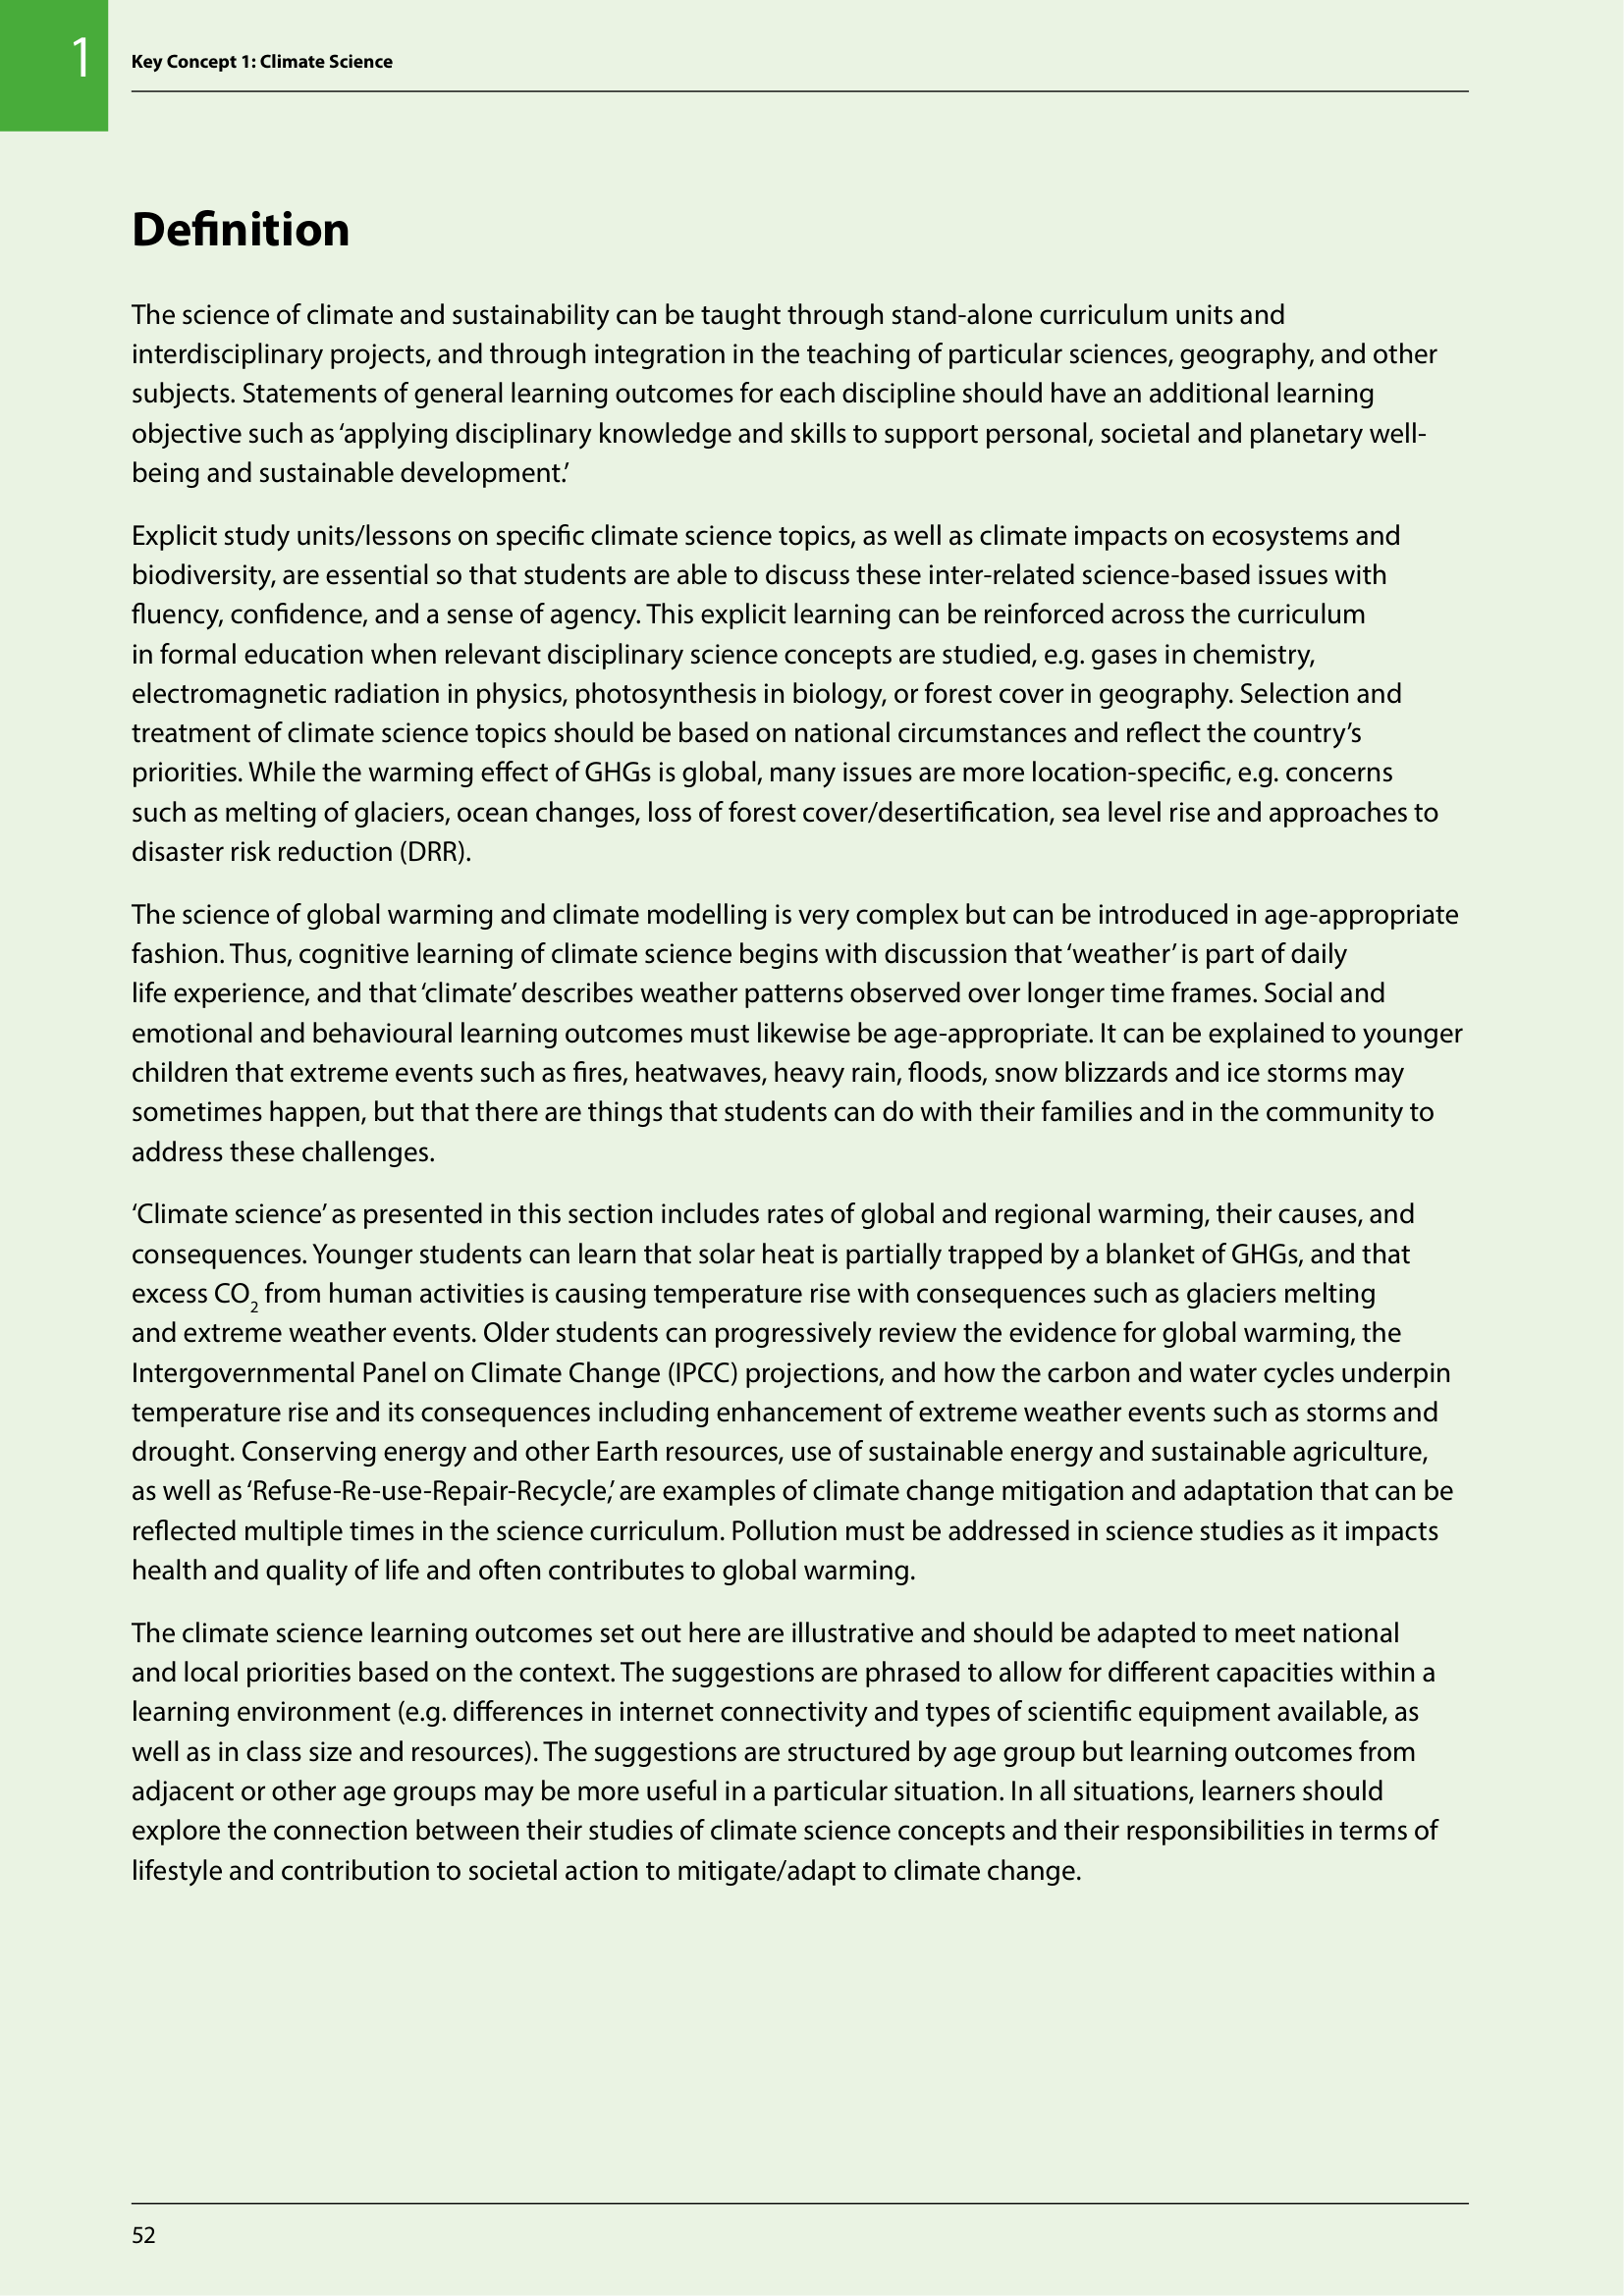 1
Key Concept 1: Climate Science
Definition
The science of climate and sustainability can be taught through stand-alone curriculum units and
interdisciplinary projects, and through integration in the teaching of particular sciences, geography, and other
subjects. Statements of general learning outcomes for each discipline should have an additional learning
objective such as ‘applying disciplinary knowledge and skills to support personal, societal and planetary well-
being and sustainable development.’
Explicit study units/lessons on specific climate science topics, as well as climate impacts on ecosystems and
biodiversity, are essential so that students are able to discuss these inter-related science-based issues with
fluency, confidence, and a sense of agency. This explicit learning can be reinforced across the curriculum
in formal education when relevant disciplinary science concepts are studied, e.g. gases in chemistry,
electromagnetic radiation in physics, photosynthesis in biology, or forest cover in geography. Selection and
treatment of climate science topics should be based on national circumstances and reflect the country’s
priorities. While the warming effect of GHGs is global, many issues are more location-specific, e.g. concerns
such as melting of glaciers, ocean changes, loss of forest cover/desertification, sea level rise and approaches to
disaster risk reduction (DRR).
The science of global warming and climate modelling is very complex but can be introduced in age-appropriate
fashion. Thus, cognitive learning of climate science begins with discussion that ‘weather’ is part of daily
life experience, and that ‘climate’ describes weather patterns observed over longer time frames. Social and
emotional and behavioural learning outcomes must likewise be age-appropriate. It can be explained to younger
children that extreme events such as fires, heatwaves, heavy rain, floods, snow blizzards and ice storms may
sometimes happen, but that there are things that students can do with their families and in the community to
address these challenges.
‘Climate science’ as presented in this section includes rates of global and regional warming, their causes, and
consequences. Younger students can learn that solar heat is partially trapped by a blanket of GHGs, and that
excess CO₂ from human activities is causing temperature rise with consequences such as glaciers melting
and extreme weather events. Older students can progressively review the evidence for global warming, the
Intergovernmental Panel on Climate Change (IPCC) projections, and how the carbon and water cycles underpin
temperature rise and its consequences including enhancement of extreme weather events such as storms and
drought. Conserving energy and other Earth resources, use of sustainable energy and sustainable agriculture,
as well as ‘Refuse-Re-use-Repair-Recycle,’ are examples of climate change mitigation and adaptation that can be
reflected multiple times in the science curriculum. Pollution must be addressed in science studies as it impacts
health and quality of life and often contributes to global warming.
The climate science learning outcomes set out here are illustrative and should be adapted to meet national
and local priorities based on the context. The suggestions are phrased to allow for different capacities within a
learning environment (e.g. differences in internet connectivity and types of scientific equipment available, as
well as in class size and resources). The suggestions are structured by age group but learning outcomes from
adjacent or other age groups may be more useful in a particular situation. In all situations, learners should
explore the connection between their studies of climate science concepts and their responsibilities in terms of
lifestyle and contribution to societal action to mitigate/adapt to climate change.
52